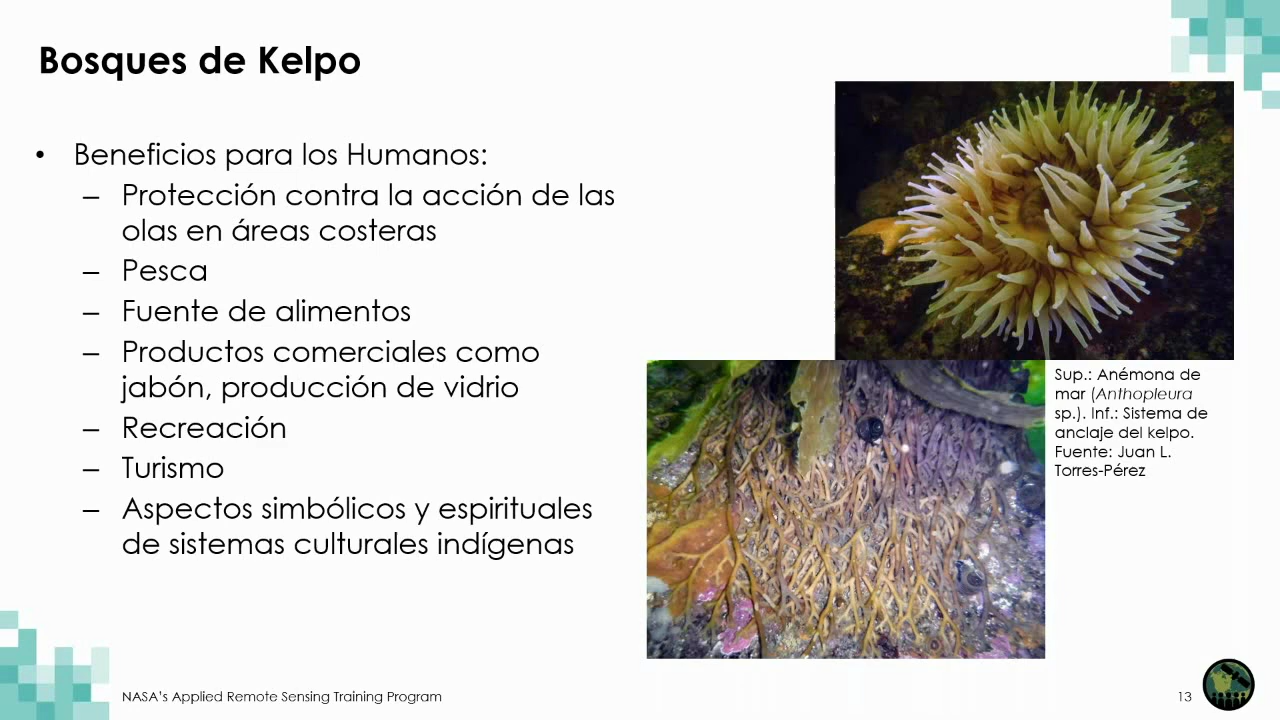 Bosques de Kelpo
• Beneficios para los Humanos:
– Protección contra la acción de las
olas en áreas costeras
– Pesca
– Fuente de alimentos
– Productos comerciales como
jabón, producción de vidrio
– Recreación
– Turismo
– Aspectos simbólicos y espirituales
de sistemas culturales indígenas
Sup.: Anémona de
mar (Anthopleura
sp.). Inf.: Sistema de
anclaje del kelpo.
Fuente: Juan L.
Torres-Pérez
NASA's Applied Remote Sensing Training Program
13